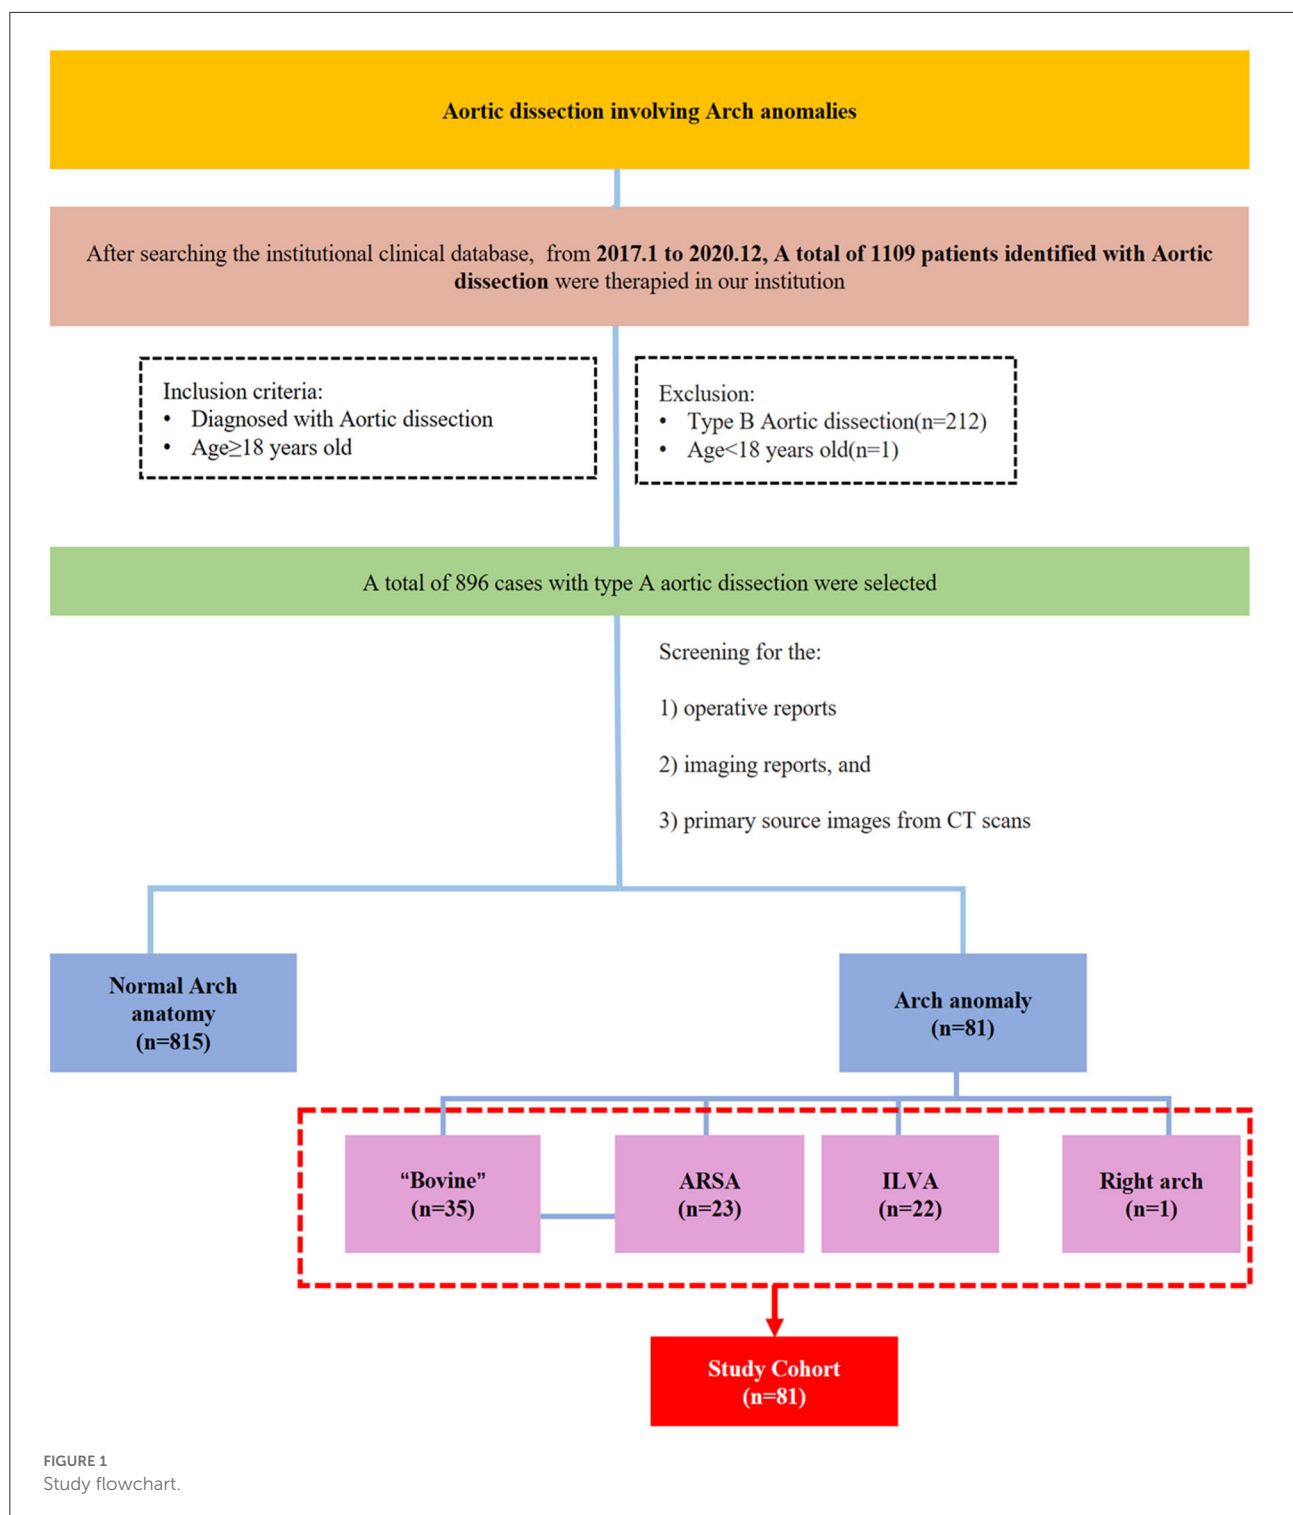 Aortic dissection involving Arch anomalies
After searching the institutional clinical database, from 2017.1 to 2020.12, A total of 1109 patients identified with Aortic
dissection were therapied in our institution
Inclusion criteria:
• Diagnosed with Aortic dissection
• Age≥18 years old
Exclusion:
• Type B Aortic dissection(n=212)
• Age<18 years old(n=1)
A total of 896 cases with type A aortic dissection were selected
Screening for the:
1) operative reports
2) imaging reports, and
3) primary source images from CT scans
Normal Arch
anatomy
(n=815)
Arch anomaly
(n=81)
“Bovine”
(n=35)
ARSA
(n=23)
ILVA
(n=22)
Right arch
(n=1)
Study Cohort
(n=81)
FIGURE 1
Study flowchart.